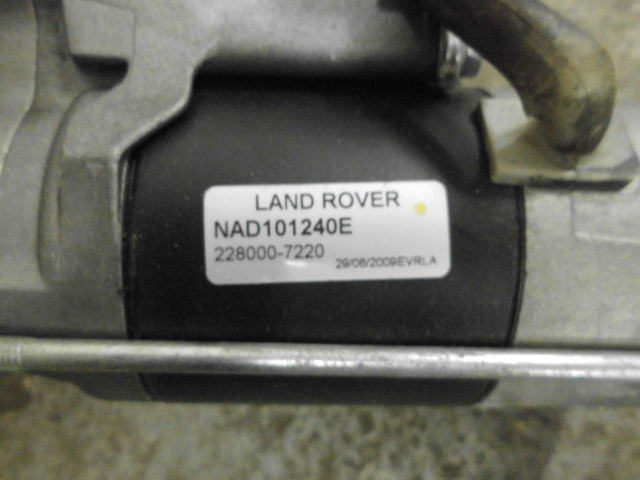 LAND ROVER
NAD101240E
228000-7220
29/06/2009EVRLA